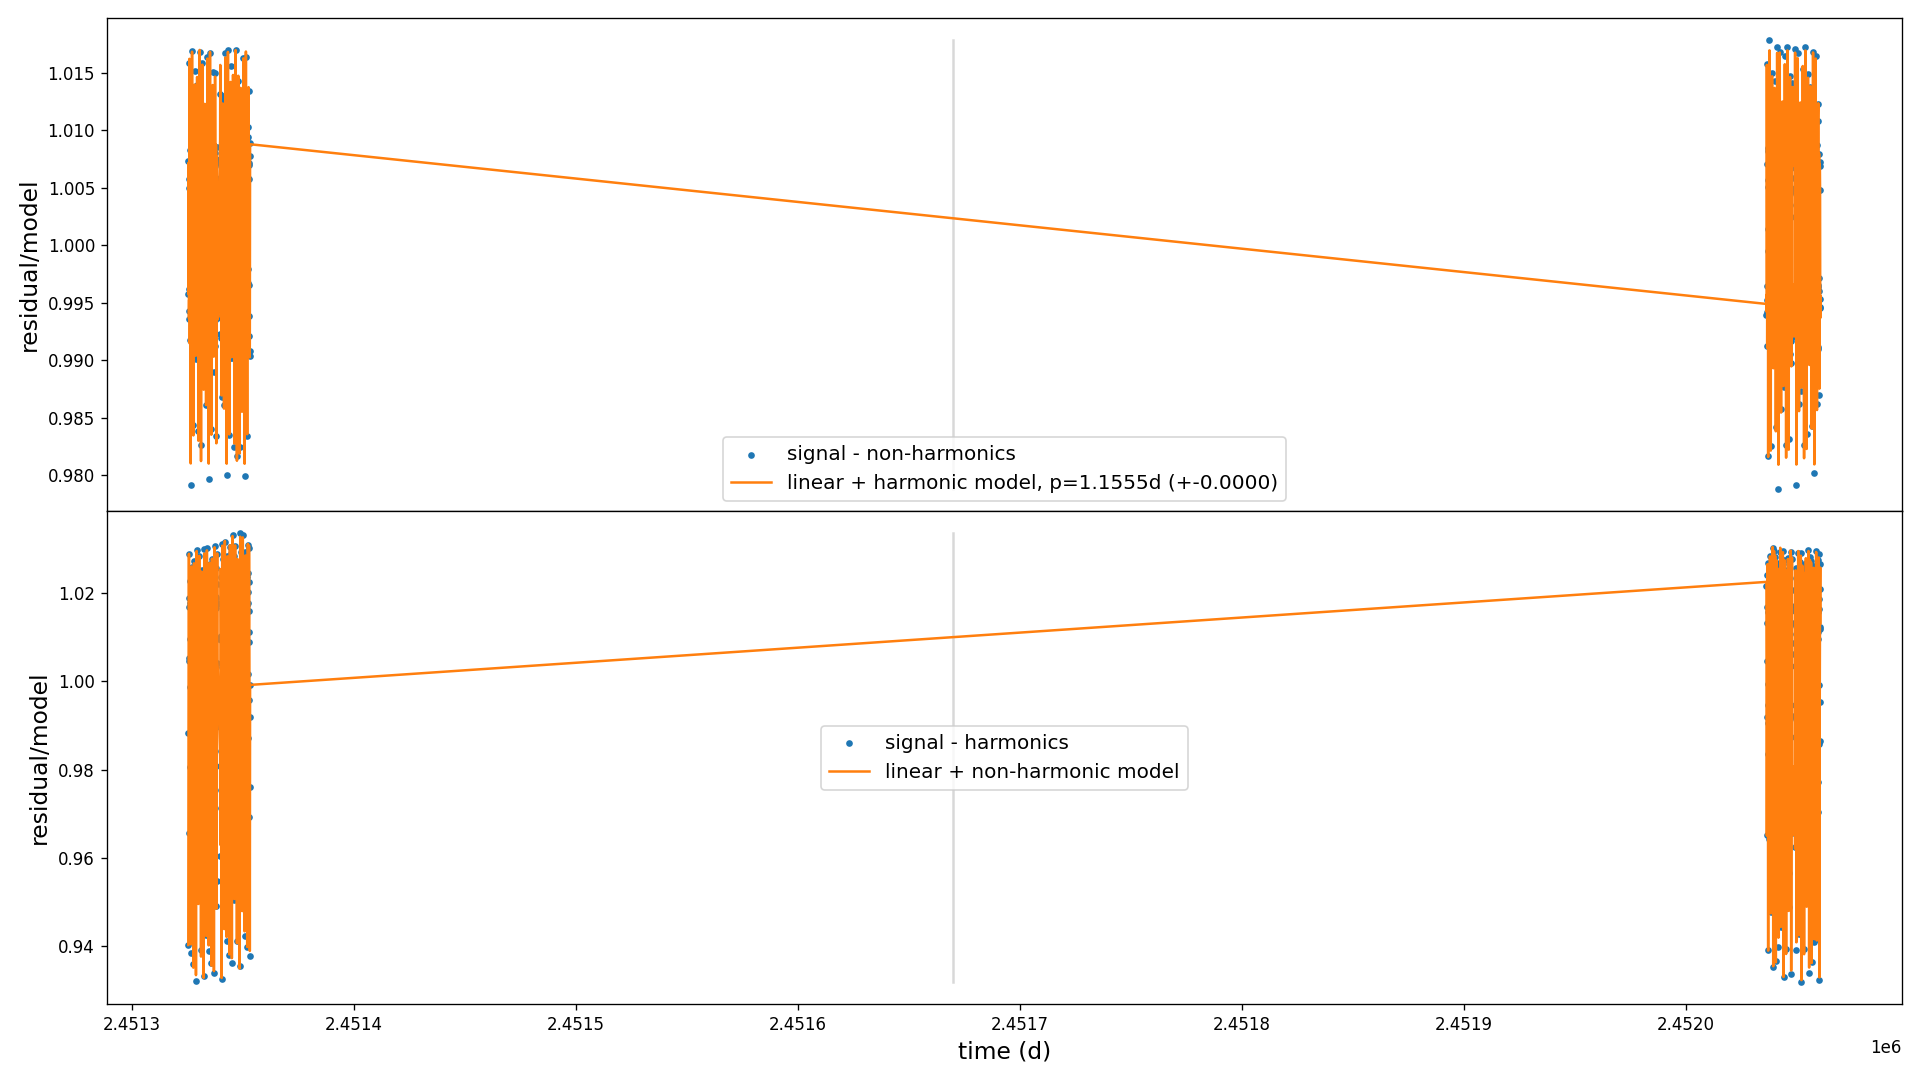 1.015
1.010
1.005
1.000
0.995
0.990
0.985
0.980
residual/model
signal - non-harmonics
linear + harmonic model, p=1.1555d (+-0.0000)
1.02
1.00
0.98
0.96
0.94
residual/model
signal - harmonics
linear + non-harmonic model
2.4513 2.4514 2.4515 2.4516 2.4517 2.4518 2.4519 2.4520
1e6
time (d)